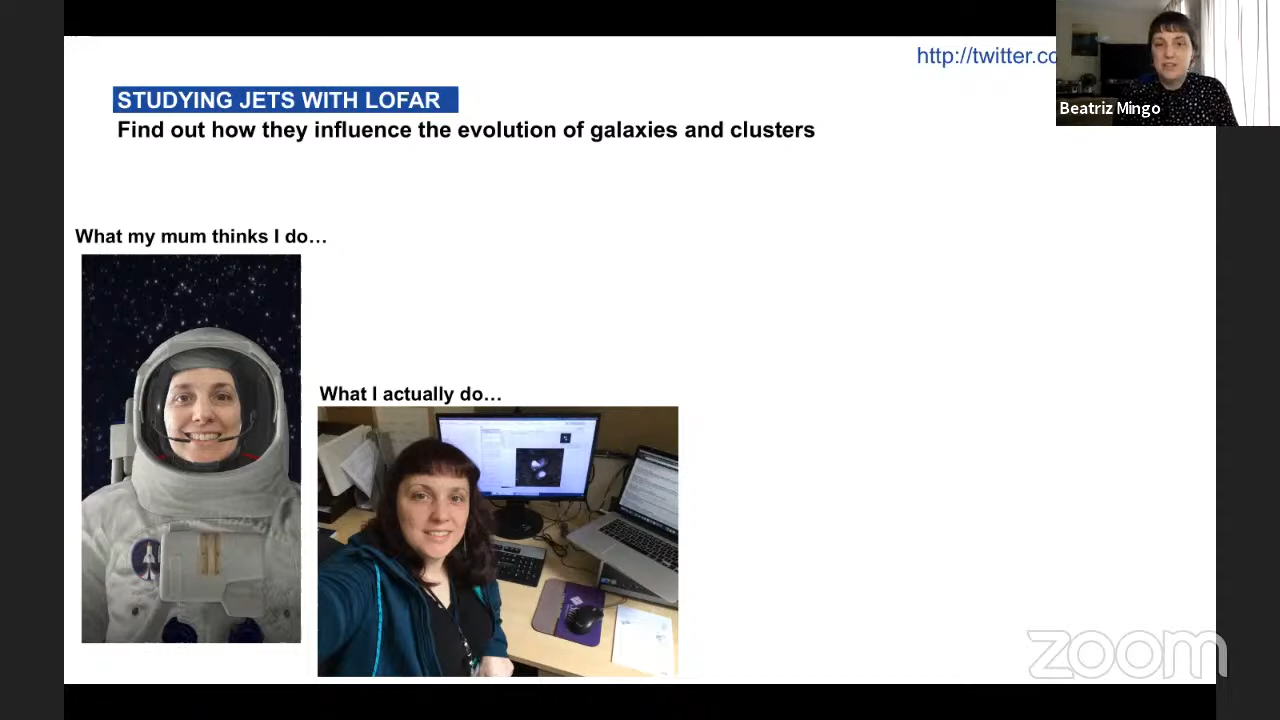 http://twitter.co
STUDYING JETS WITH LOFAR
Find out how they influence the evolution of galaxies and clusters
Beatriz Mingo
What my mum thinks I do…
What I actually do…
zoom